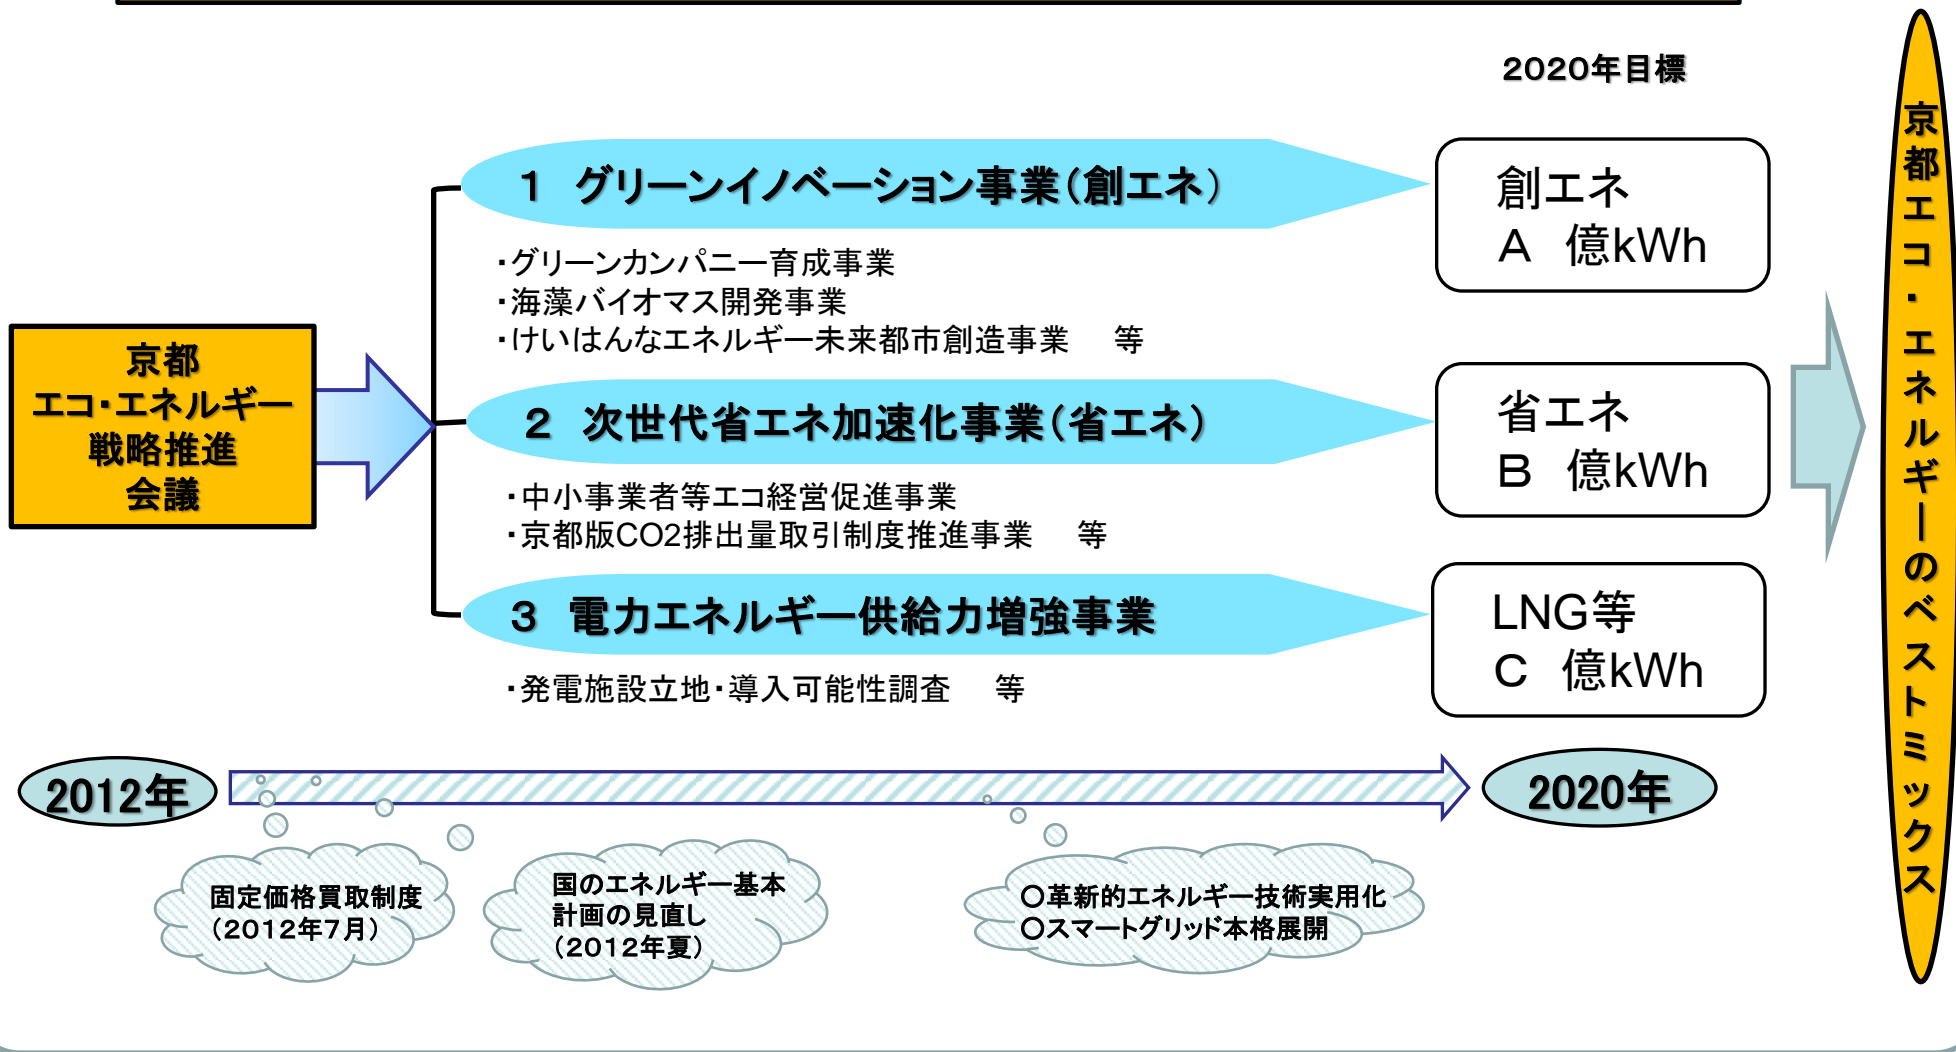 2020年目標
京都
エコ・エネルギー
戦略推進
会議
1 グリーンイノベーション事業(創エネ)
・グリーンカンパニー育成事業
・海藻バイオマス開発事業
・けいはんなエネルギー未来都市創造事業 等
創エネ
A 億kWh
2 次世代省エネ加速化事業(省エネ)
・中小事業者等エコ経営促進事業
・京都版CO2排出量取引制度推進事業 等
省エネ
B 億kWh
3 電力エネルギー供給力増強事業
・発電施設立地・導入可能性調査 等
LNG等
C 億kWh
京都エコ・エネルギーのベストミックス
2012年
2020年
固定価格買取制度
(2012年7月)
国のエネルギー基本
計画の見直し
(2012年夏)
○革新的エネルギー技術実用化
○スマートグリッド本格展開